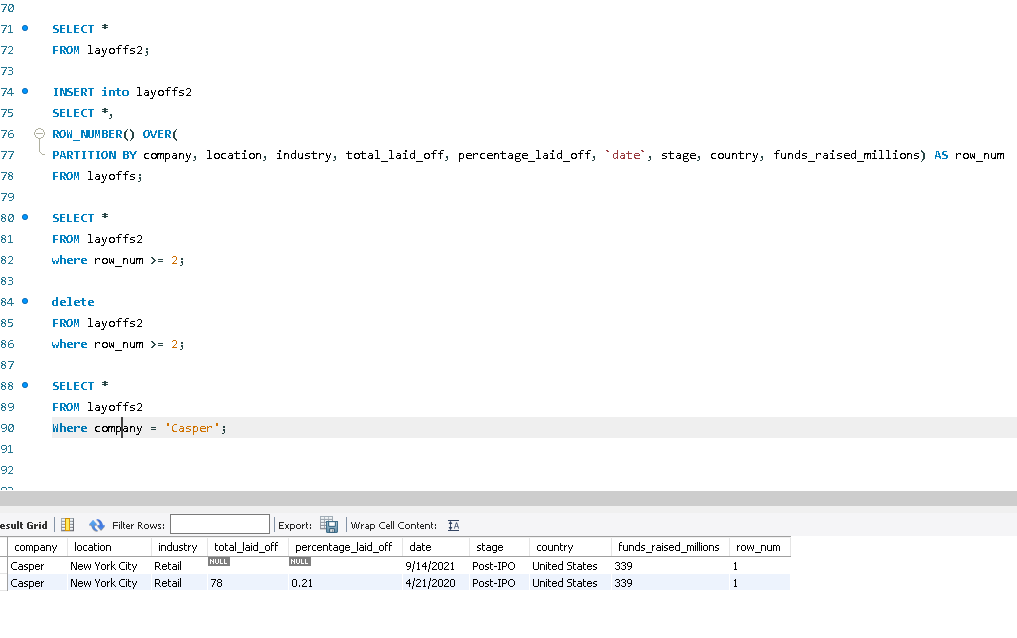 70
71 SELECT *
72 FROM layoffs2;
73
74 INSERT into layoffs2
75 SELECT *,
76 ROW_NUMBER() OVER(
77 PARTITION BY company, location, industry, total_laid_off, percentage_laid_off, `date`, stage, country, funds_raised_millions) AS row_num
78 FROM layoffs;
79
80 SELECT *
81 FROM layoffs2
82 where row_num >= 2;
83
84 delete
85 FROM layoffs2
86 where row_num >= 2;
87
88 SELECT *
89 FROM layoffs2
90 Where company = 'Casper';
91
92
esult Grid Filter Rows: Export: Wrap Cell Content: IA
company location industry total_laid_off percentage_laid_off date stage country funds_raised_millions row_num
Casper New York City Retail NULL NULL 9/14/2021 Post-IPO United States 339 1
Casper New York City Retail 78 0.21 4/21/2020 Post-IPO United States 339 1